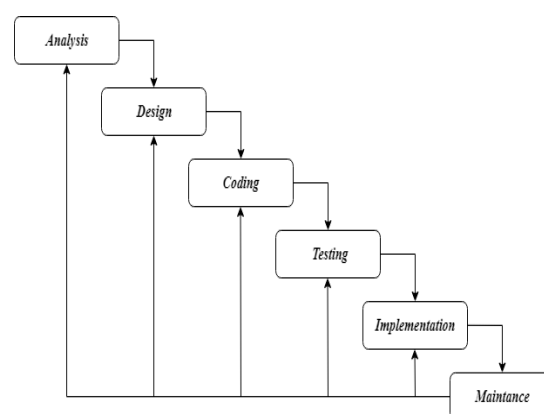 Analysis
Design
Coding
Testing
Implementation
Maintance